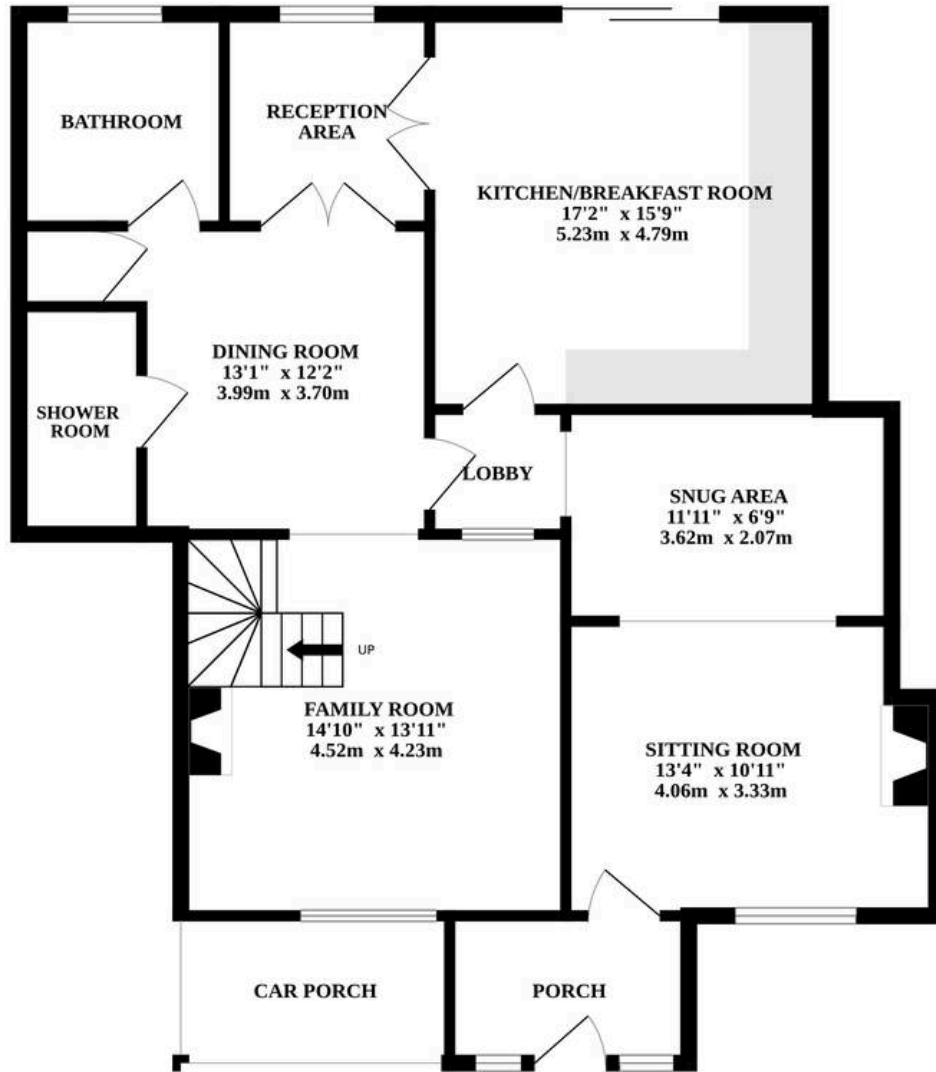 BATHROOM
RECEPTION
AREA
KITCHEN/BREAKFAST ROOM
17'2" x 15'9"
5.23m x 4.79m
DINING ROOM
13'1" x 12'2"
3.99m x 3.70m
SHOWER
ROOM
LOBBY
SNUG AREA
11'11" x 6'9"
3.62m x 2.07m
UP
FAMILY ROOM
14'10" x 13'11"
4.52m x 4.23m
SITTING ROOM
13'4" x 10'11"
4.06m x 3.33m
CAR PORCH
PORCH